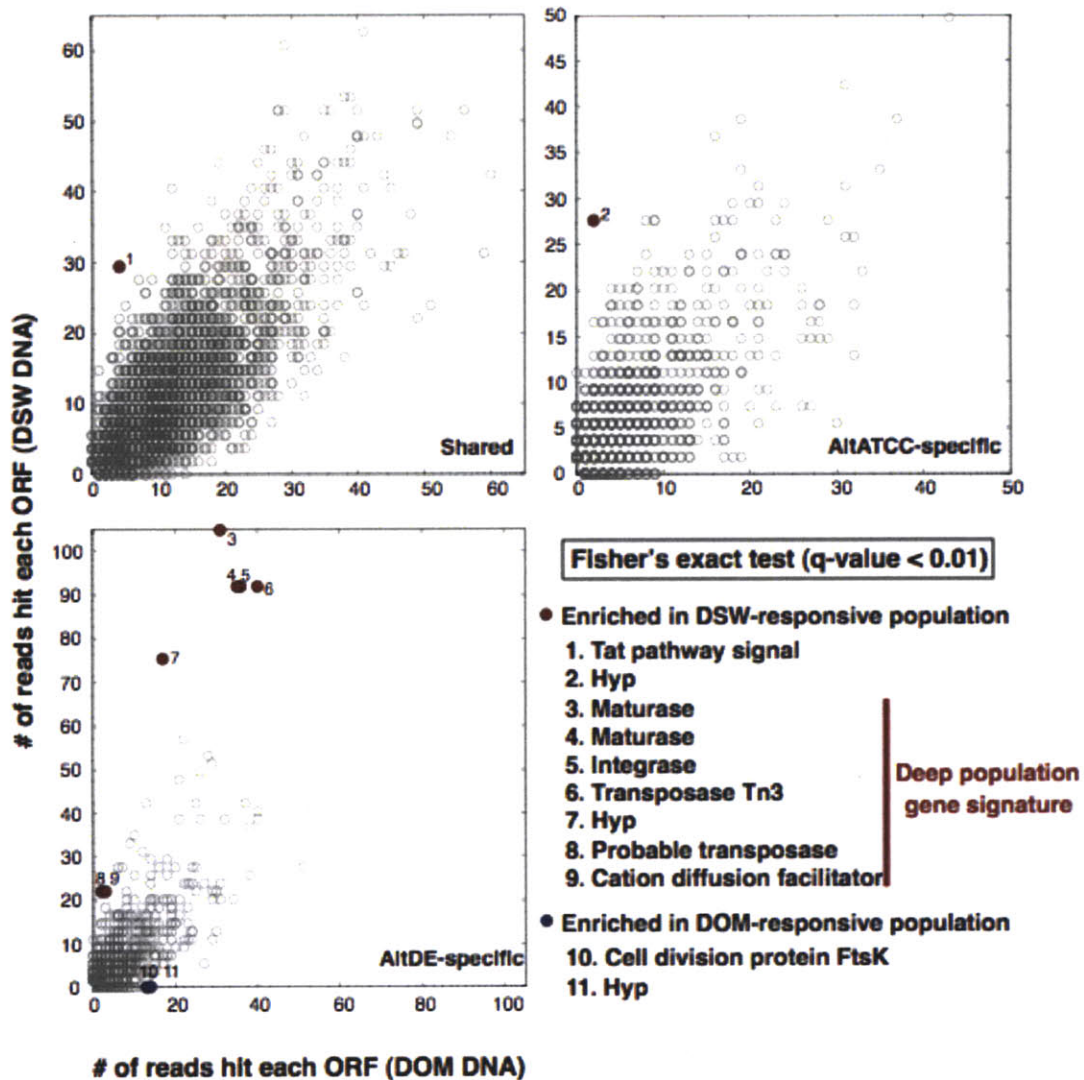 # of reads hit each ORF (DSW DNA)
60
50
40
30
20
10
0
1
Shared
0 10 20 30 40 50 60
50
45
40
35
30
25
20
15
10
5
0
2
AltATCC-specific
0 10 20 30 40 50
100
90
80
70
60
50
40
30
20
10
0
3
4 5
6
7
8 9
10 11
AltDE-specific
0 20 40 60 80 100
# of reads hit each ORF (DOM DNA)
Fisher's exact test (q-value < 0.01)
Enriched in DSW-responsive population
1. Tat pathway signal
2. Hyp
3. Maturase
4. Maturase
5. Integrase
6. Transposase Tn3
7. Hyp
8. Probable transposase
9. Cation diffusion facilitator
Deep population
gene signature
Enriched in DOM-responsive population
10. Cell division protein FtsK
11. Hyp